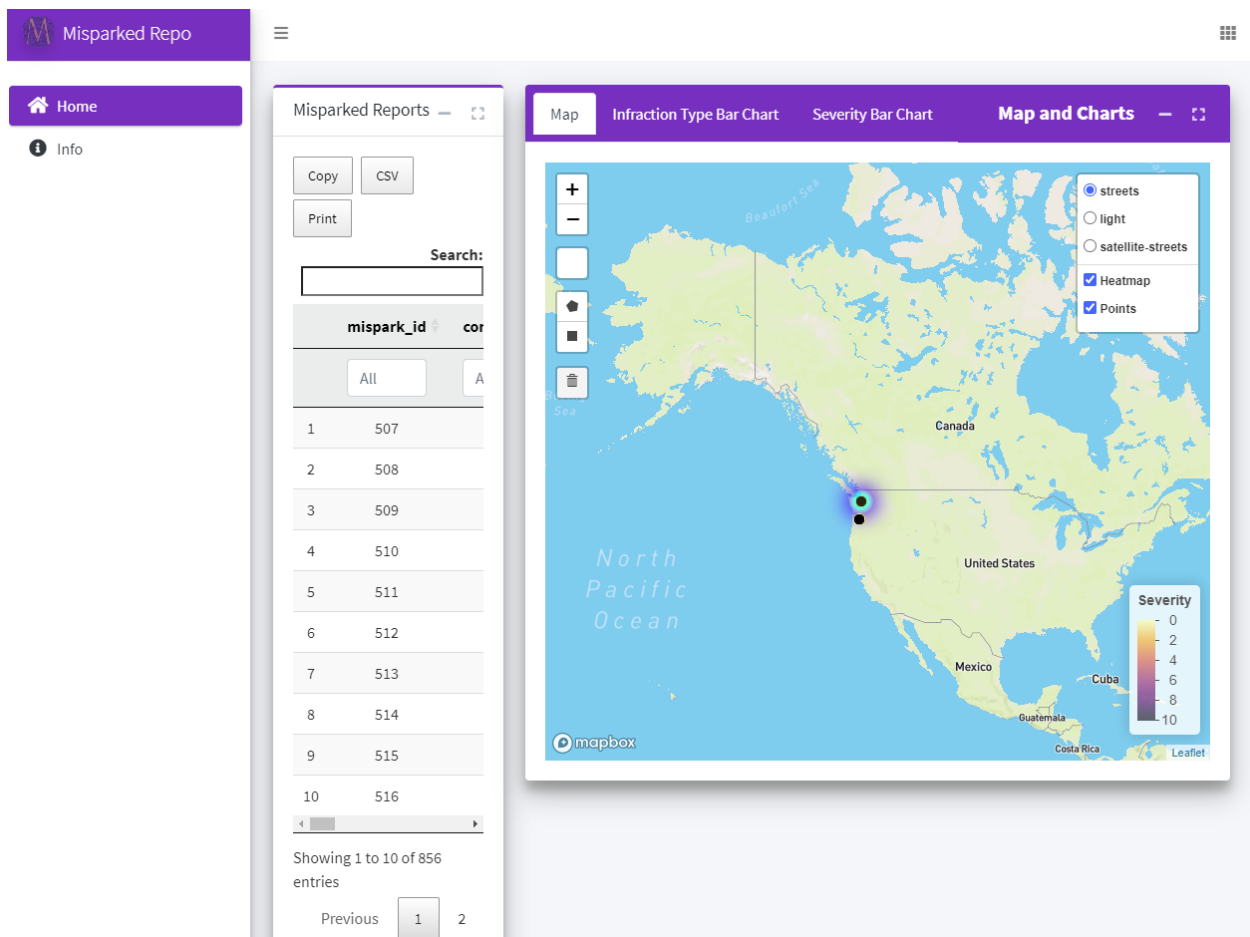 Misparked Repo
Home
Info
Misparked Reports
Copy
CSV
Print
Search:
mispark_id
All
1 507
2 508
3 509
4 510
5 511
6 512
7 513
8 514
9 515
10 516
Showing 1 to 10 of 856
entries
Previous 1 2
Map Infraction Type Bar Chart Severity Bar Chart Map and Charts
+
−
streets
light
satellite-streets
Heatmap
Points
Beaufort Sea
Sea
Canada
North
Pacific
Ocean
United States
Mexico
Cuba
Guatemala
Costa Rica
Severity
0
2
4
6
8
10
mapbox
Leaflet